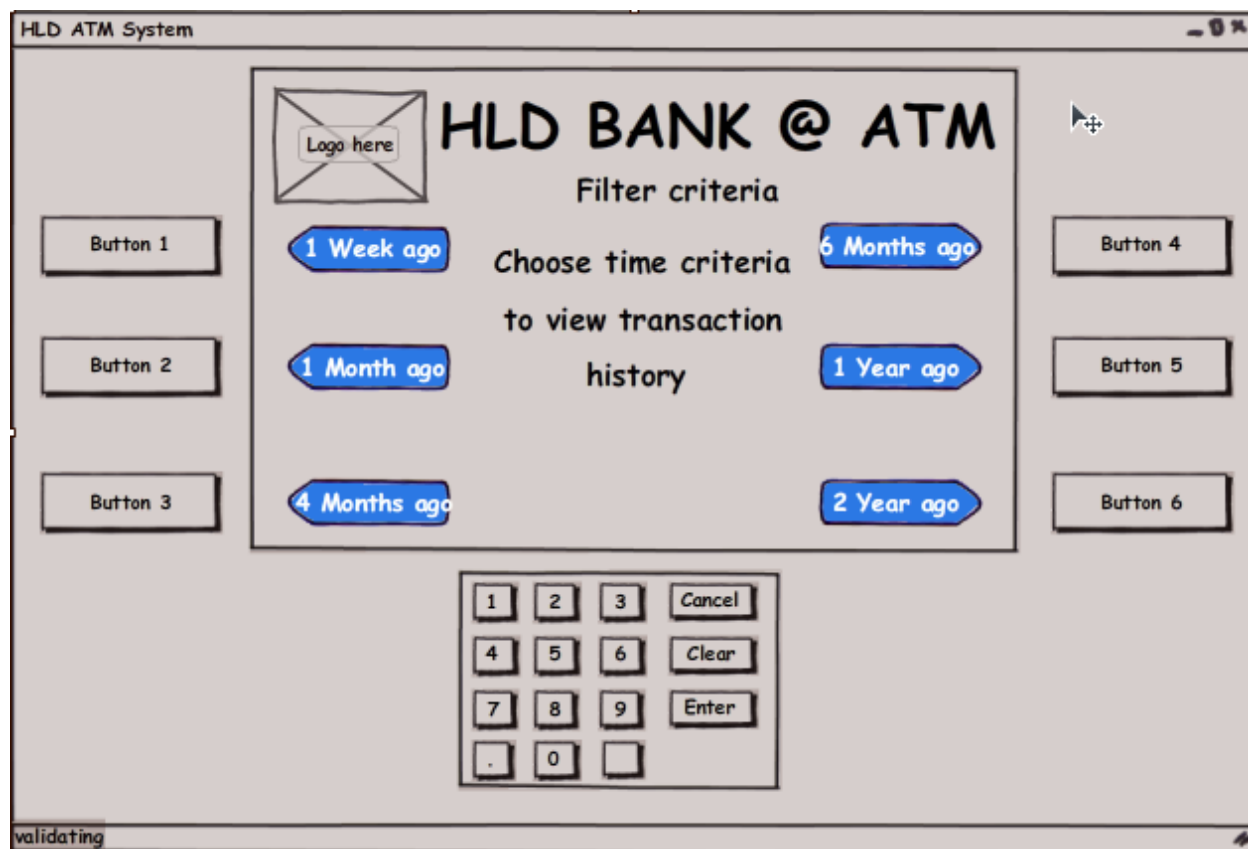 HLD ATM System
Logo here
HLD BANK @ ATM
Filter criteria
Button 1
1 Week ago
Choose time criteria
6 Months ago
Button 4
to view transaction
Button 2
1 Month ago
history
1 Year ago
Button 5
Button 3
4 Months ago
2 Year ago
Button 6
1 2 3 Cancel
4 5 6 Clear
7 8 9 Enter
. 0
validating